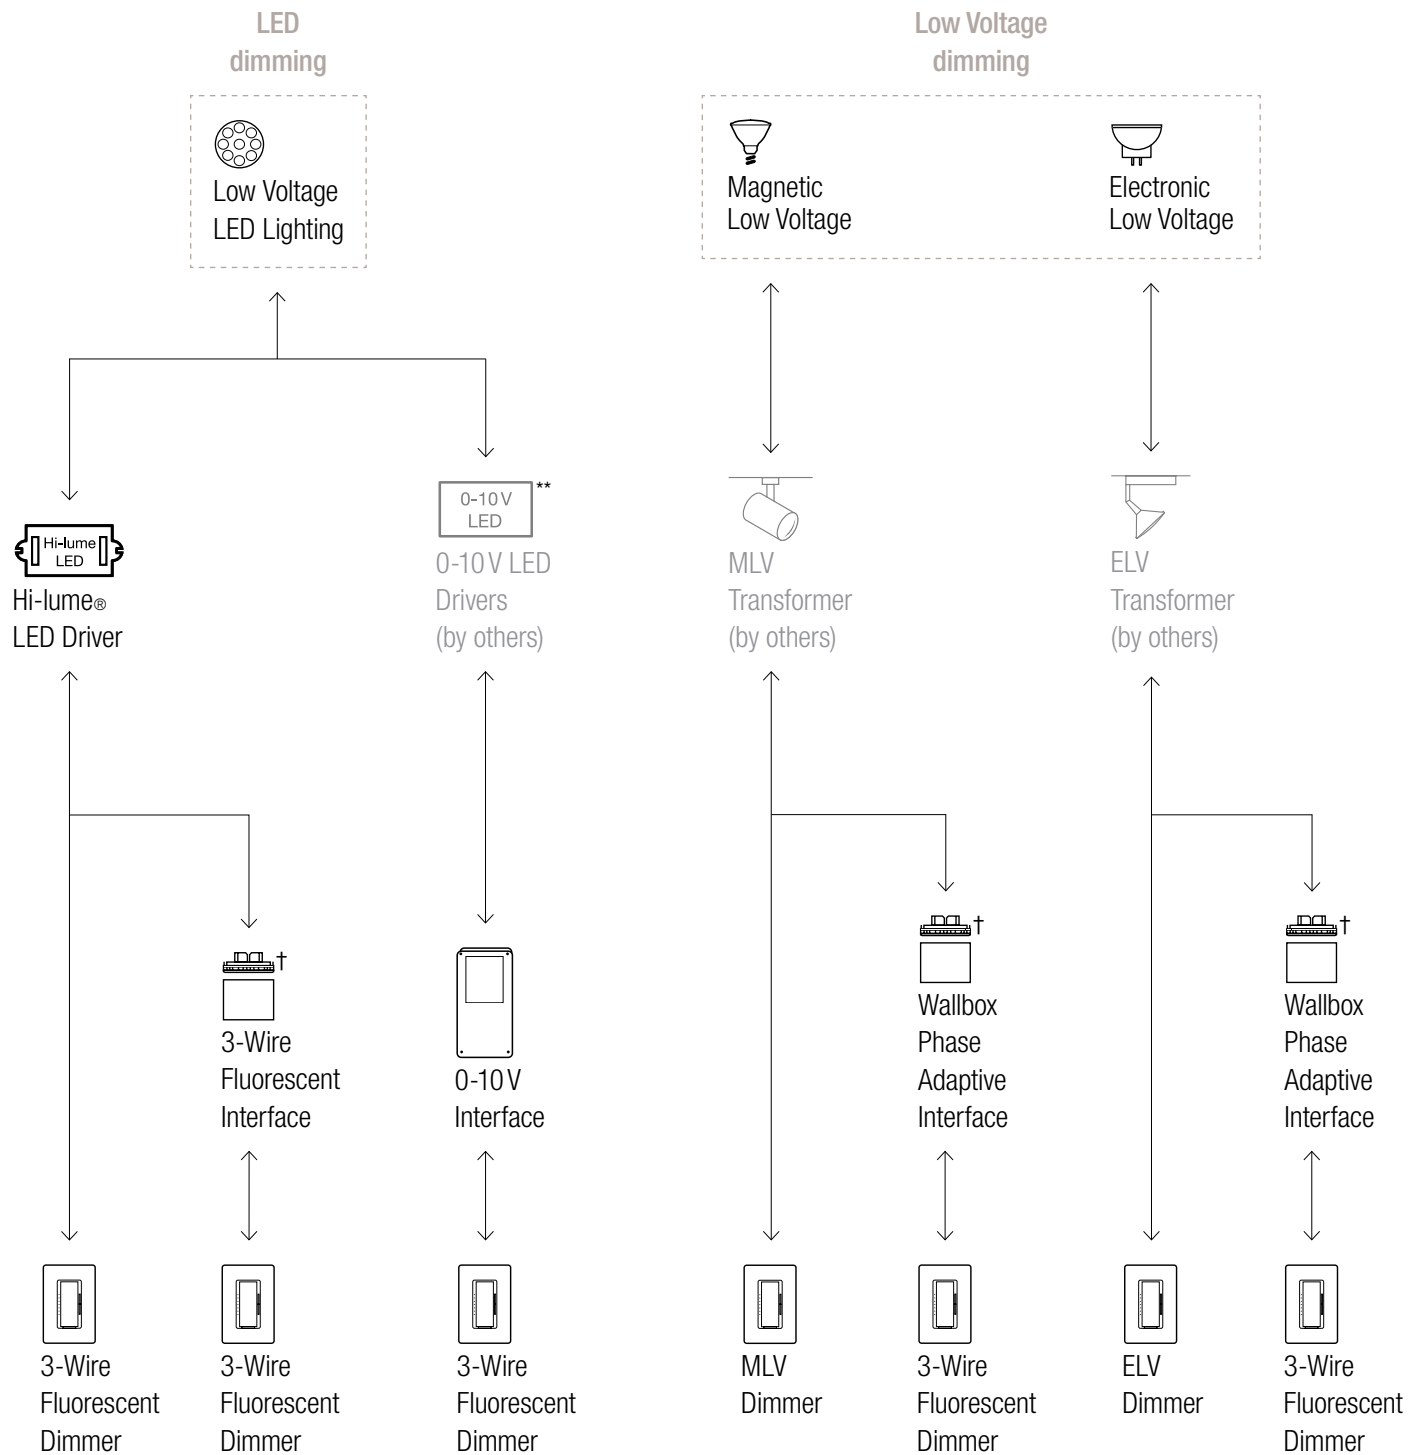 LED
dimming
Low Voltage
dimming
Low Voltage
LED Lighting
Magnetic
Low Voltage
Electronic
Low Voltage
Hi-lume
LED
Hi-lume®
LED Driver
0-10 V
LED
**
0-10 V LED
Drivers
(by others)
MLV
Transformer
(by others)
ELV
Transformer
(by others)
†
3-Wire
Fluorescent
Interface
0-10 V
Interface
†
Wallbox
Phase
Adaptive
Interface
†
Wallbox
Phase
Adaptive
Interface
3-Wire
Fluorescent
Dimmer
3-Wire
Fluorescent
Dimmer
3-Wire
Fluorescent
Dimmer
MLV
Dimmer
3-Wire
Fluorescent
Dimmer
ELV
Dimmer
3-Wire
Fluorescent
Dimmer